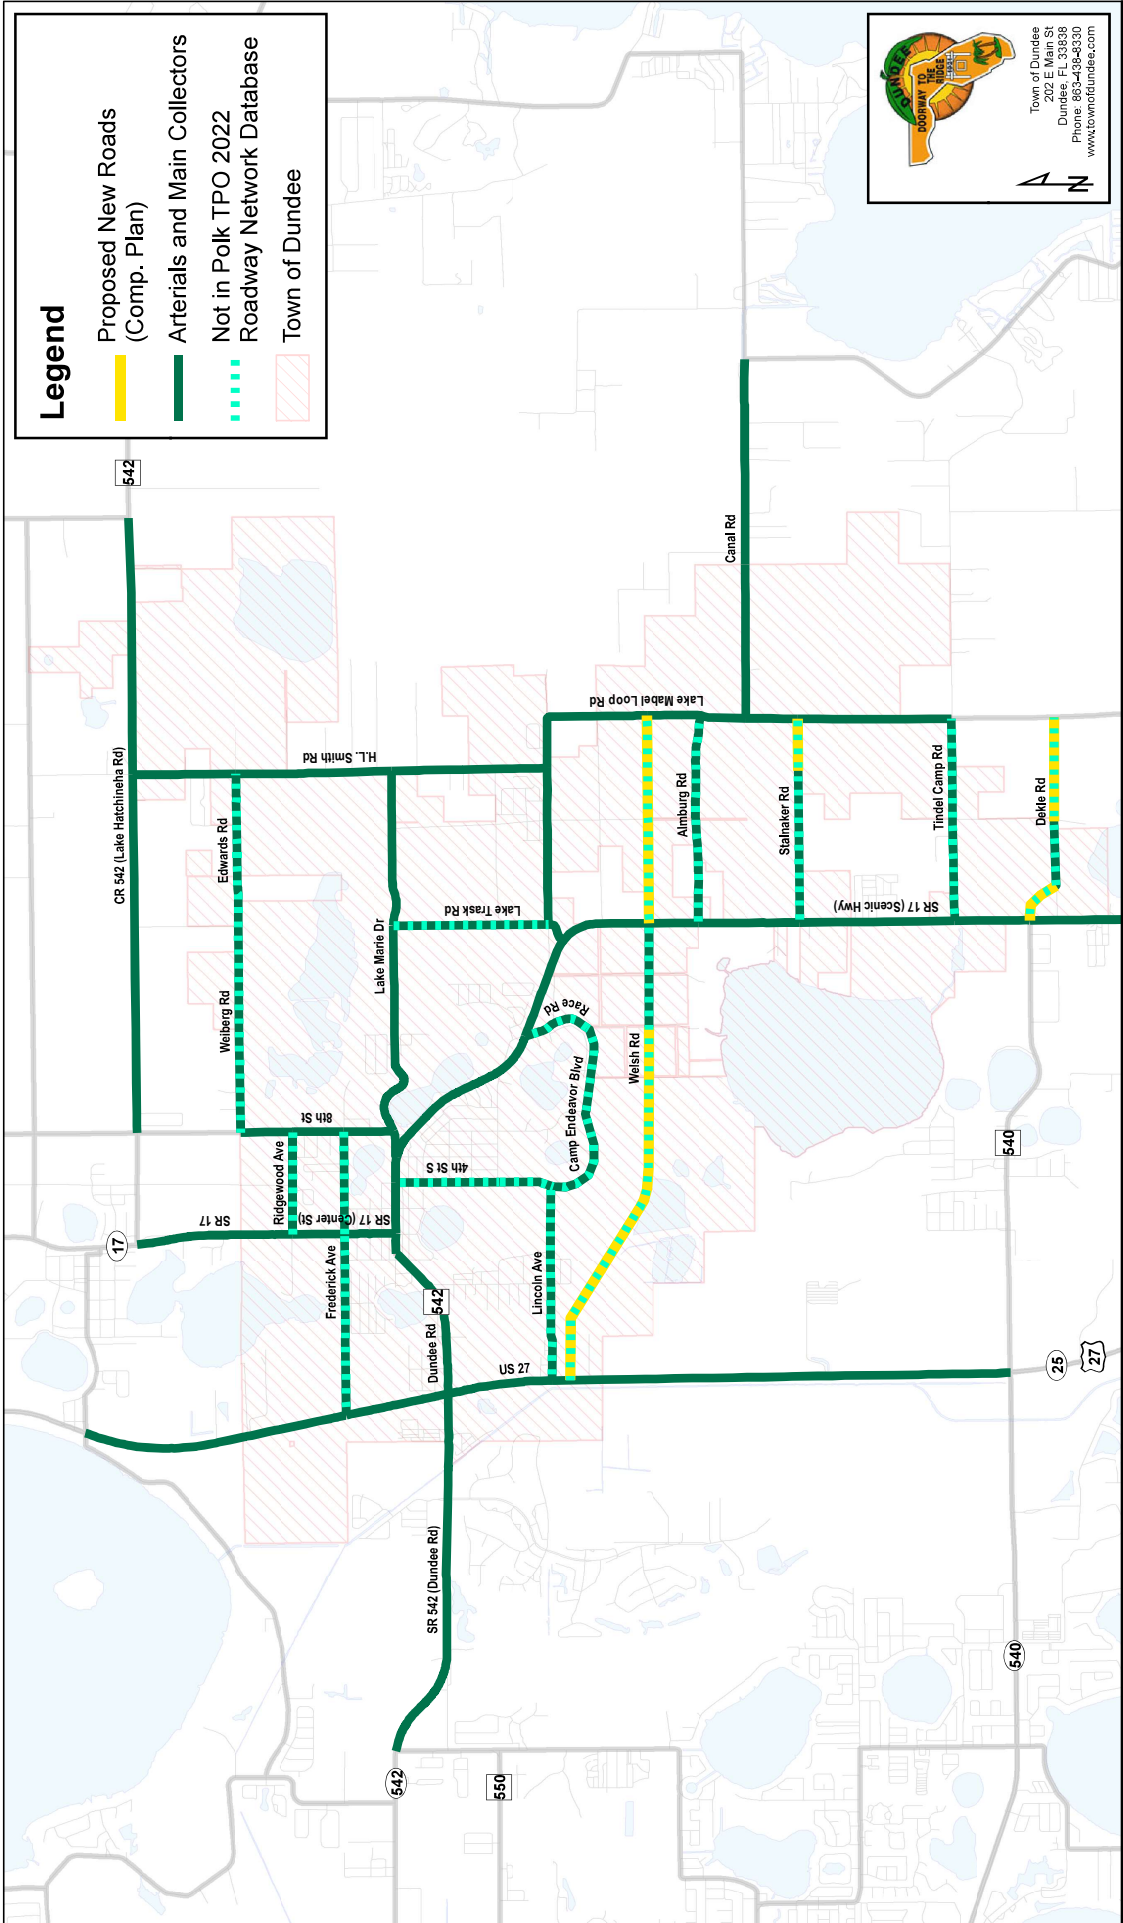 Legend
Proposed New Roads
(Comp. Plan)
Arterials and Main Collectors
Not in Polk TPO 2022
Roadway Network Database
Town of Dundee
DUNDEE
DOORWAY TO
THE
RIDGE
Town of Dundee
202 E Main St
Dundee, FL 33838
Phone: 863-438-8330
www.townofdundee.com
N
542
CR 542 (Lake Hatchineha Rd)
H.L. Smith Rd
Edwards Rd
Weiberg Rd
Lake Marie Dr
Lake Trask Rd
Lake Mabel Loop Rd
Canal Rd
Almburg Rd
Stalnaker Rd
Tindel Camp Rd
Dekle Rd
SR 17 (Scenic Hwy)
Race Rd
Camp Endeavor Blvd
Welsh Rd
8th St
4th St S
Ridgewood Ave
SR 17
SR 17 (Center St)
17
Frederick Ave
542
Dundee Rd
Lincoln Ave
US 27
540
25
27
SR 542 (Dundee Rd)
540
542
550